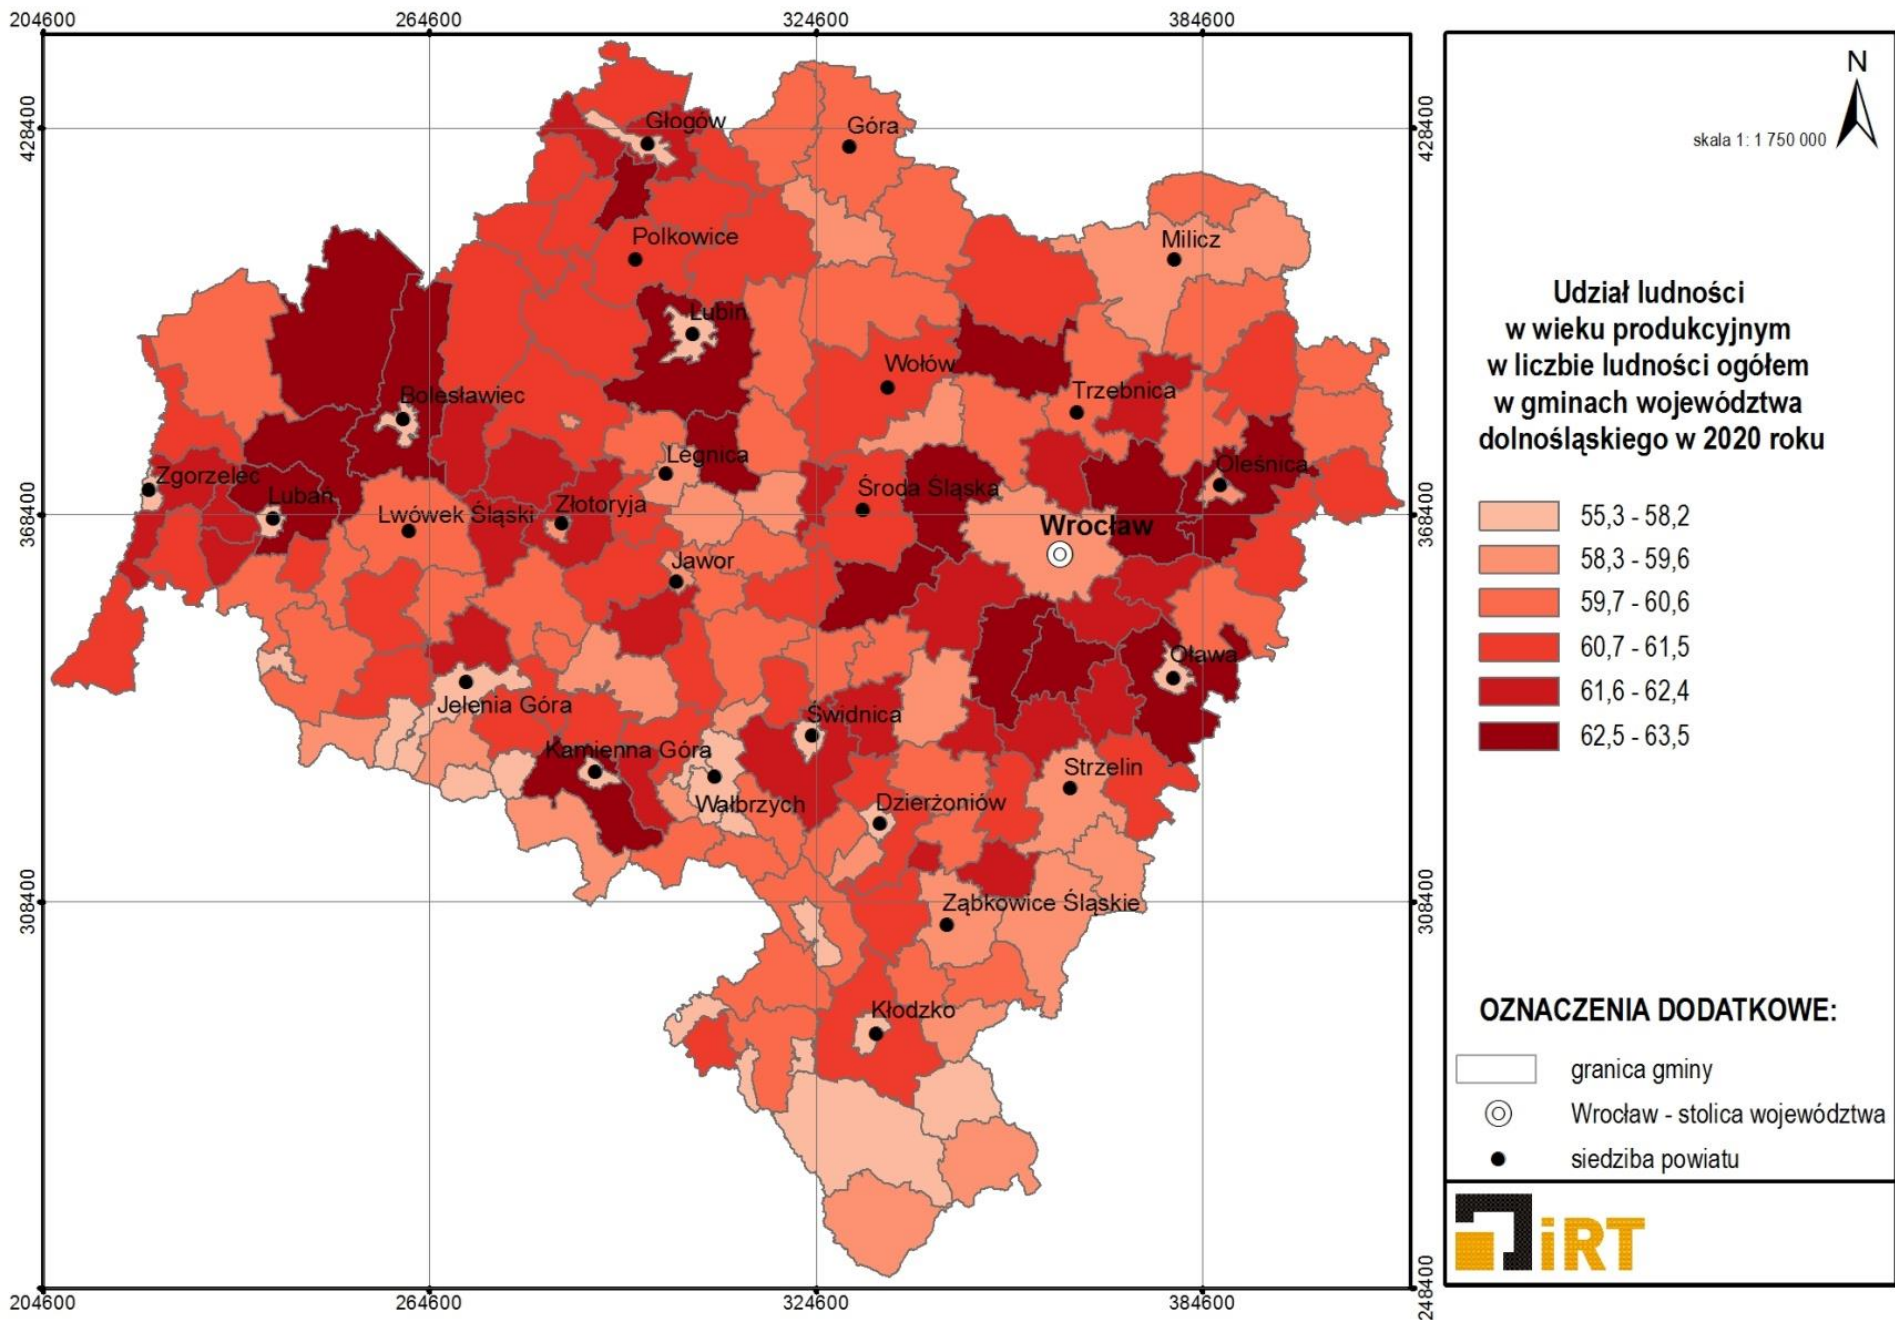 204600
264600
324600
384600
428400
368400
308400
428400
368400
308400
248400
204600
264600
324600
384600
Głogów
Góra
Polkowice
Milicz
Lubin
Wołów
Bolesławiec
Trzebnica
Legnica
Oleśnica
Zgorzelec
Lubań
Środa Śląska
Lwówek Śląski
Złotoryja
Wrocław
Jawor
Oława
Jelenia Góra
Świdnica
Kamienna Góra
Strzelin
Wałbrzych
Dzierżoniów
Ząbkowice Śląskie
Kłodzko
N
skala 1: 1 750 000
Udział ludności
w wieku produkcyjnym
w liczbie ludności ogółem
w gminach województwa
dolnośląskiego w 2020 roku
55,3 - 58,2
58,3 - 59,6
59,7 - 60,6
60,7 - 61,5
61,6 - 62,4
62,5 - 63,5
OZNACZENIA DODATKOWE:
granica gminy
Wrocław - stolica województwa
siedziba powiatu
iRT